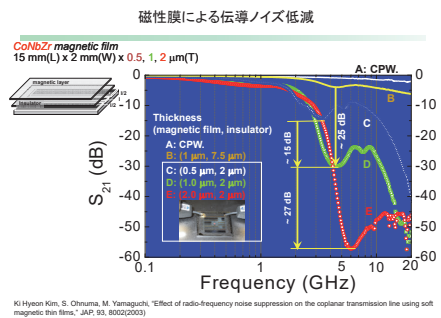 磁性膜による伝導ノイズ低減
CoNbZr magnetic film
15 mm(L) x 2 mm(W) x 0.5, 1, 2 μm(T)
magnetic layer
Insulator
A: CPW.
B
C
D
E
Thickness
(magnetic film, insulator)
A: CPW.
B: (1 μm, 7.5 μm)
C: (0.5 μm, 2 μm)
D: (1.0 μm, 2 μm)
E: (2.0 μm, 2 μm)
~ 15 dB
~ 25 dB
~ 27 dB
S21 (dB)
0
-10
-20
-30
-40
-50
-60
0
-10
-20
-30
-40
-50
-60
0.1
1
5
10
20
Frequency (GHz)
Ki Hyeon Kim, S. Ohnuma, M. Yamaguchi, "Effect of radio-frequency noise suppression on the coplanar transmission line using soft
magnetic thin films," JAP, 93, 8002(2003)